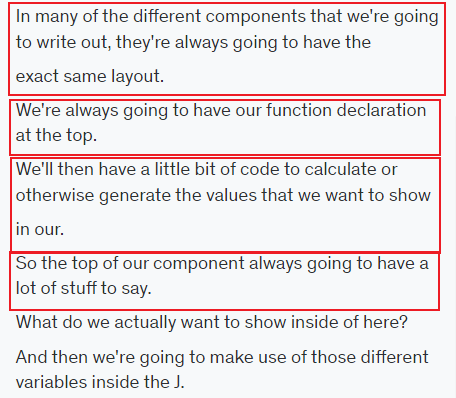 In many of the different components that we're going
to write out, they're always going to have the
exact same layout.
We're always going to have our function declaration
at the top.
We'll then have a little bit of code to calculate or
otherwise generate the values that we want to show
in our.
So the top of our component always going to have a
lot of stuff to say.
What do we actually want to show inside of here?
And then we're going to make use of those different
variables inside the J.